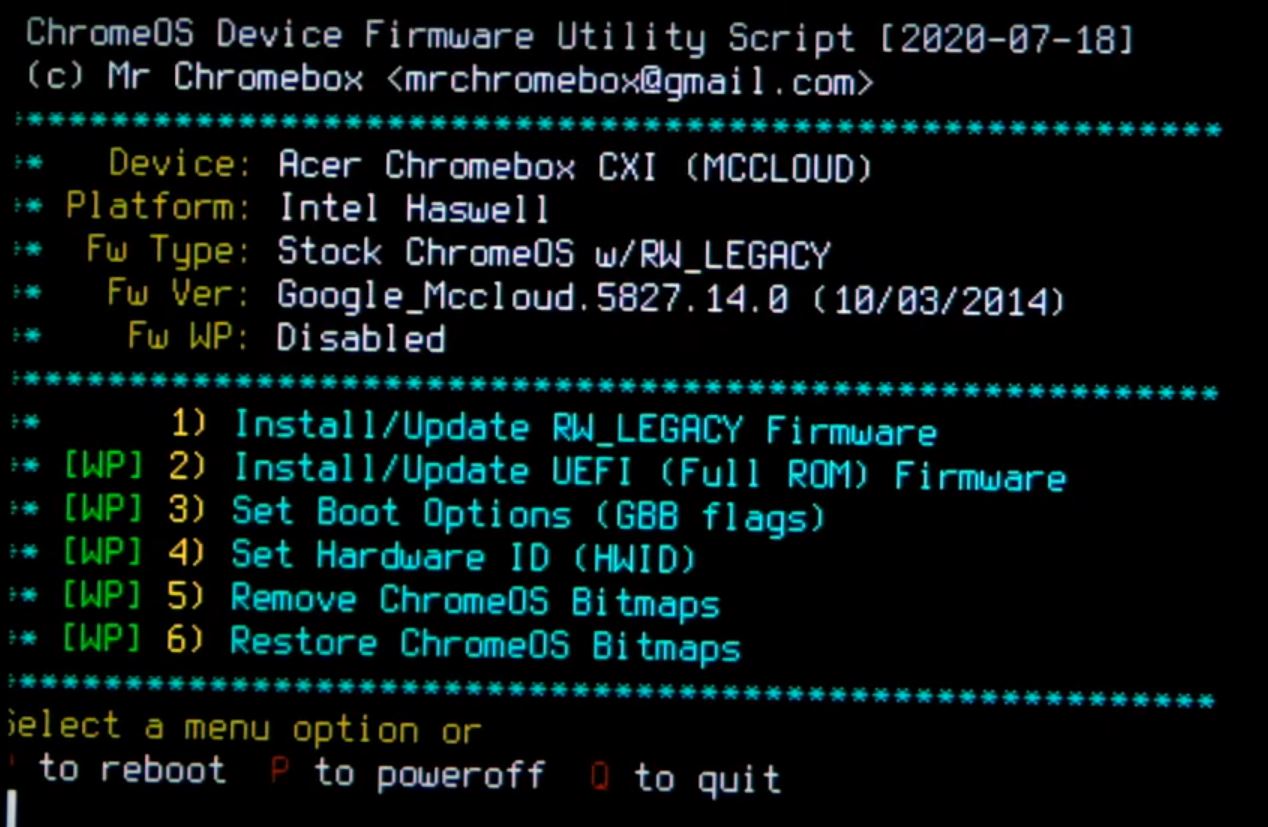 ChromeOS Device Firmware Utility Script [2020-07-18]
(c) Mr Chromebox <mrchromebox@gmail.com>
*********************************************************
** Device: Acer Chromebox CXI (MCCLOUD)
** Platform: Intel Haswell
** Fw Type: Stock ChromeOS w/RW_LEGACY
** Fw Ver: Google_Mccloud.5827.14.0 (10/03/2014)
** Fw WP: Disabled
*********************************************************
** 1) Install/Update RW_LEGACY Firmware
** [WP] 2) Install/Update UEFI (Full ROM) Firmware
** [WP] 3) Set Boot Options (GBB flags)
** [WP] 4) Set Hardware ID (HWID)
** [WP] 5) Remove ChromeOS Bitmaps
** [WP] 6) Restore ChromeOS Bitmaps
*********************************************************
Select a menu option or
to reboot P to poweroff Q to quit